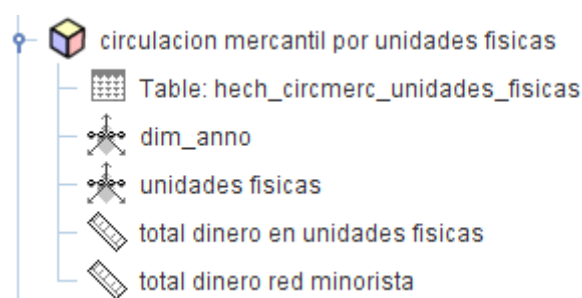 circulacion mercantil por unidades fisicas
Table: hech_circmerc_unidades_fisicas
dim_anno
unidades fisicas
total dinero en unidades fisicas
total dinero red minorista